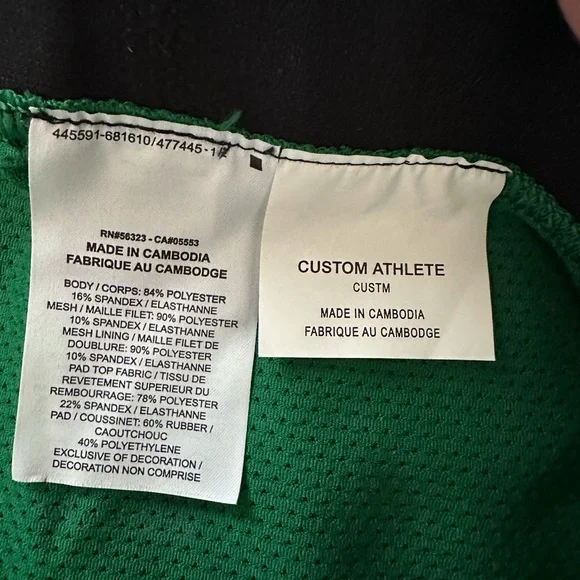 445591-681610/477445-1/2
RN#56323 - CA#05553
MADE IN CAMBODIA
FABRIQUE AU CAMBODGE
BODY / CORPS: 84% POLYESTER
16% SPANDEX / ELASTHANNE
MESH / MAILLE FILET: 90% POLYESTER
10% SPANDEX / ELASTHANNE
MESH LINING / MAILLE FILET DE
DOUBLURE: 90% POLYESTER
10% SPANDEX / ELASTHANNE
PAD TOP FABRIC / TISSU DE
REVETEMENT SUPERIEUR DU
REMBOURRAGE: 78% POLYESTER
22% SPANDEX / ELASTHANNE
PAD / COUSSINET: 60% RUBBER /
CAOUTCHOUC
40% POLYETHYLENE
EXCLUSIVE OF DECORATION /
DECORATION NON COMPRISE
CUSTOM ATHLETE
CUSTM
MADE IN CAMBODIA
FABRIQUE AU CAMBODGE